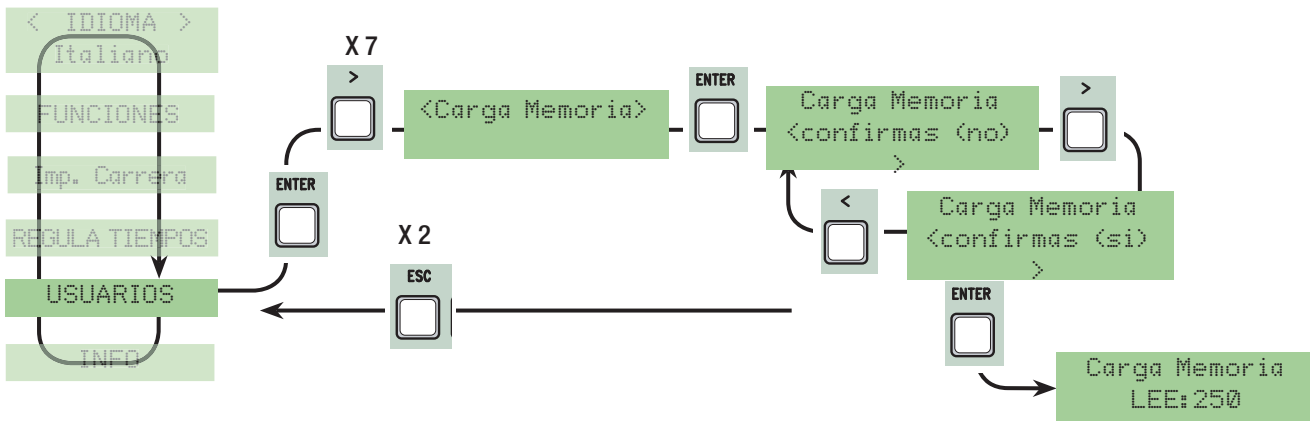 < IDIOMA >
Italiano
FUNCIONES
Imp. Carrera
REGULA TIEMPOS
USUARIOS
INFO
ENTER
X 7
>
<Carga Memoria>
ENTER
Carga Memoria
<confirmas (no)
>
>
<
Carga Memoria
<confirmas (si)
>
ENTER
Carga Memoria
LEE:250
X 2
ESC